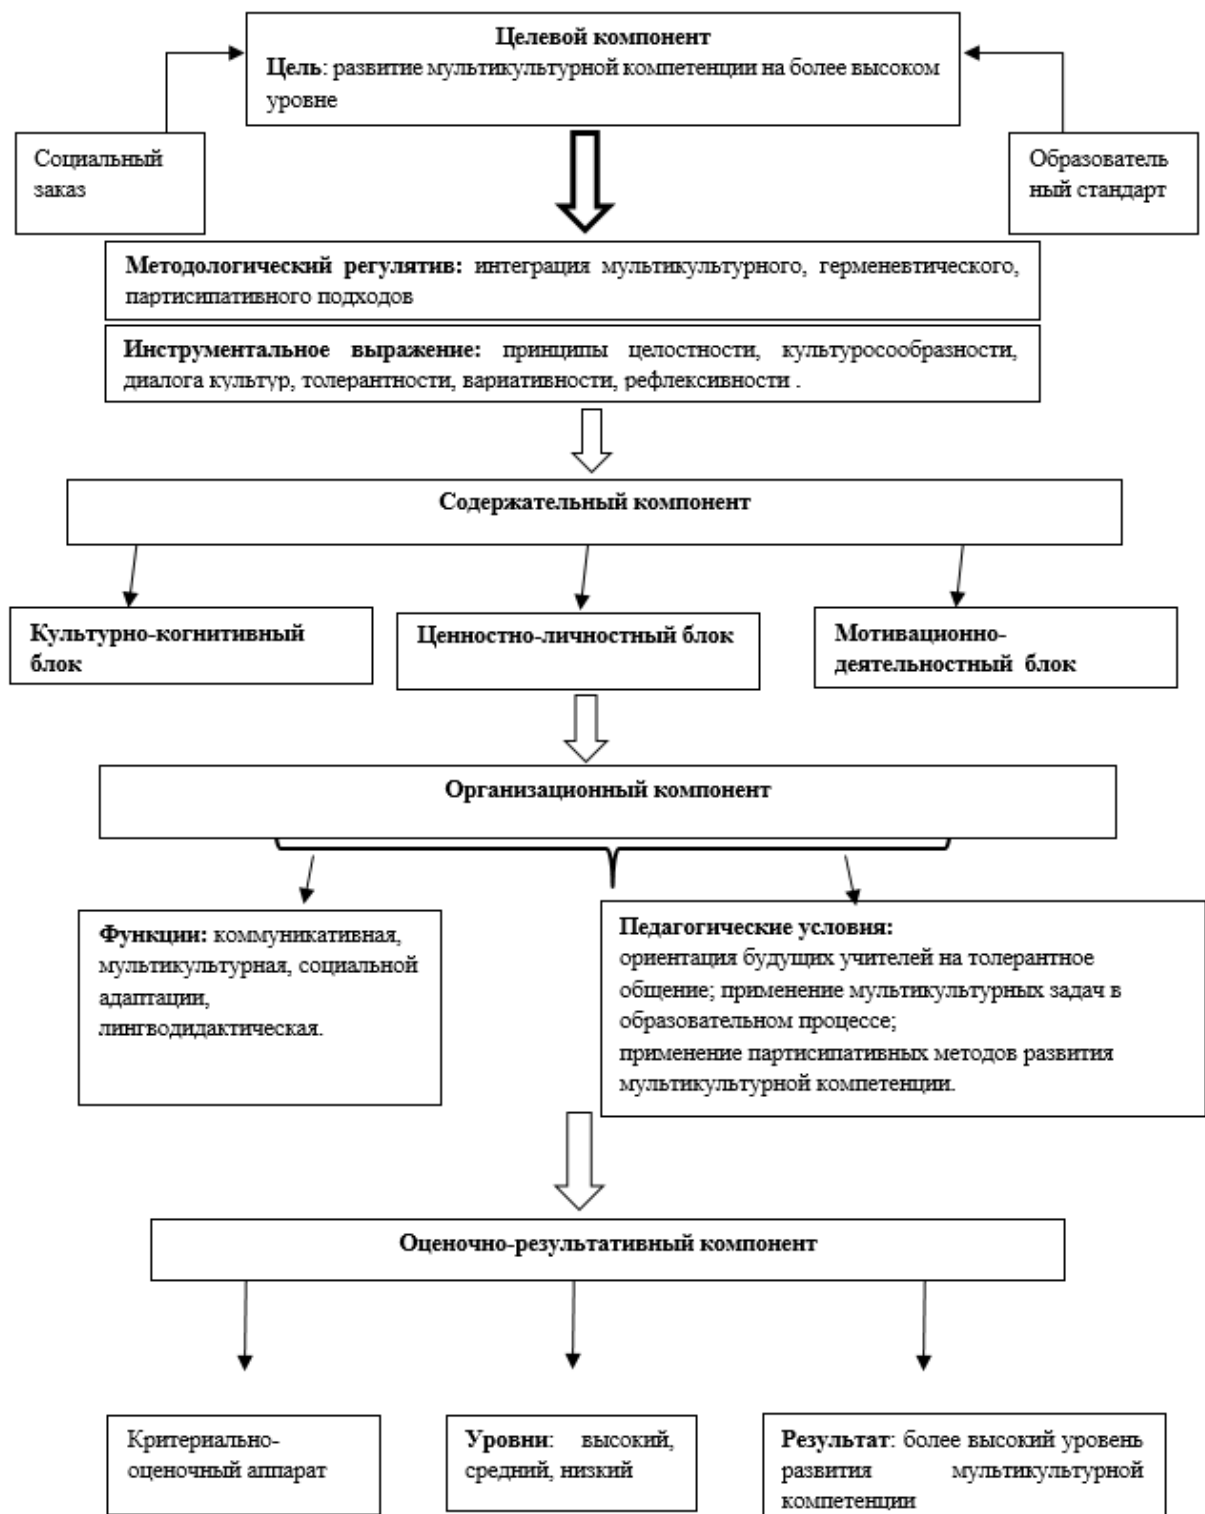 Целевой компонент
Цель: развитие мультикультурной компетенции на более высоком
уровне
Социальный
заказ
Образователь
ный стандарт
Методологический регулятив: интеграция мультикультурного, герменевтического,
партисипативного подходов
Инструментальное выражение: принципы целостности, культуросообразности,
диалога культур, толерантности, вариативности, рефлексивности .
Содержательный компонент
Культурно-когнитивный
блок
Ценностно-личностный блок
Мотивационно-
деятельностный блок
Организационный компонент
Функции: коммуникативная,
мультикультурная, социальной
адаптации,
лингводидактическая.
Педагогические условия:
ориентация будущих учителей на толерантное
общение; применение мультикультурных задач в
образовательном процессе;
применение партисипативных методов развития
мультикультурной компетенции.
Оценочно-результативный компонент
Критериально-
оценочный аппарат
Уровни: высокий,
средний, низкий
Результат: более высокий уровень
развития мультикультурной
компетенции